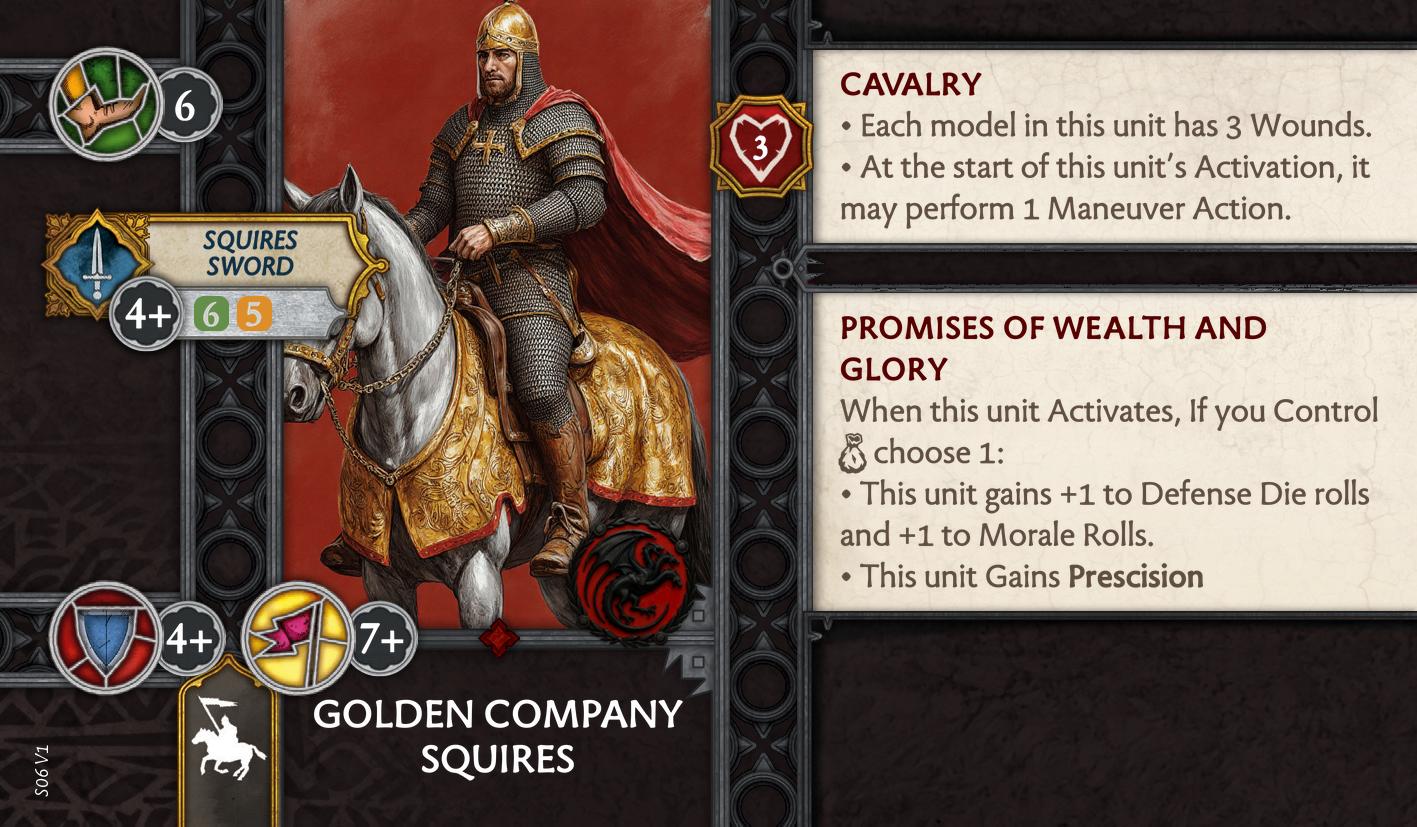 6
SQUIRES
SWORD
4+ 6 5
4+ 7+
GOLDEN COMPANY
SQUIRES
S06 V1
3
CAVALRY
• Each model in this unit has 3 Wounds.
• At the start of this unit's Activation, it
may perform 1 Maneuver Action.
PROMISES OF WEALTH AND
GLORY
When this unit Activates, If you Control
choose 1:
• This unit gains +1 to Defense Die rolls
and +1 to Morale Rolls.
• This unit Gains Prescision